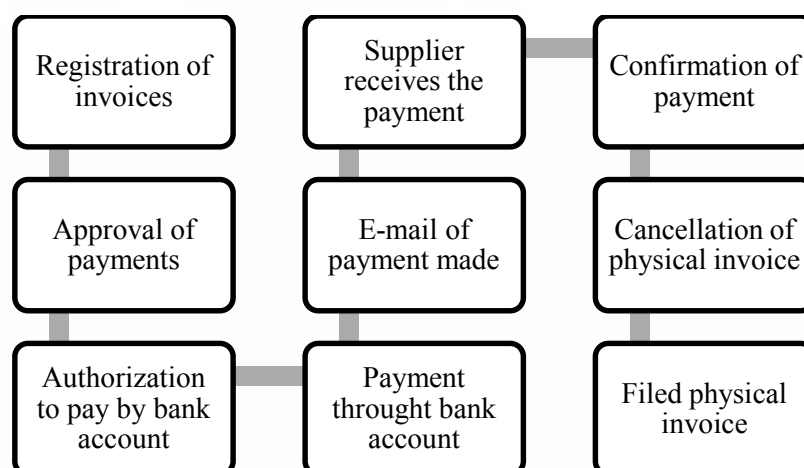 Registration of
invoices
Approval of
payments
Authorization
to pay by bank
account
Payment
throught bank
account
E-mail of
payment made
Supplier
receives the
payment
Confirmation of
payment
Cancellation of
physical invoice
Filed physical
invoice